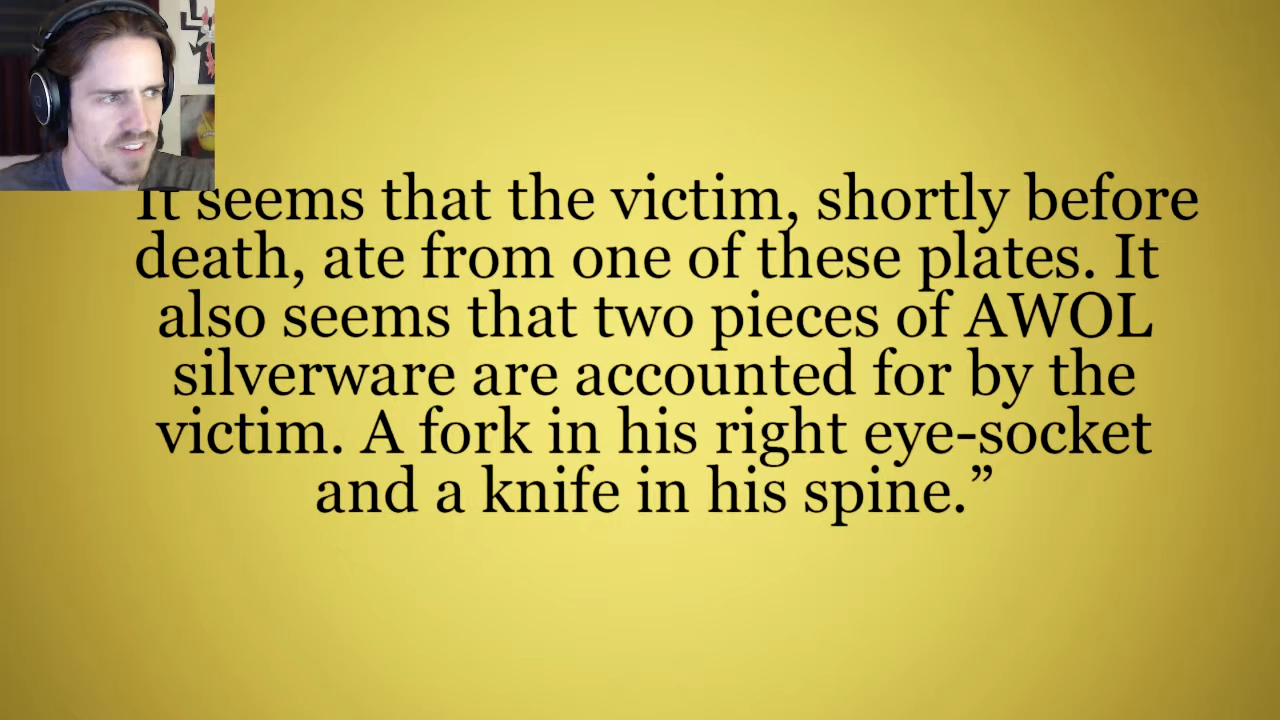 It seems that the victim, shortly before
death, ate from one of these plates. It
also seems that two pieces of AWOL
silverware are accounted for by the
victim. A fork in his right eye-socket
and a knife in his spine.”